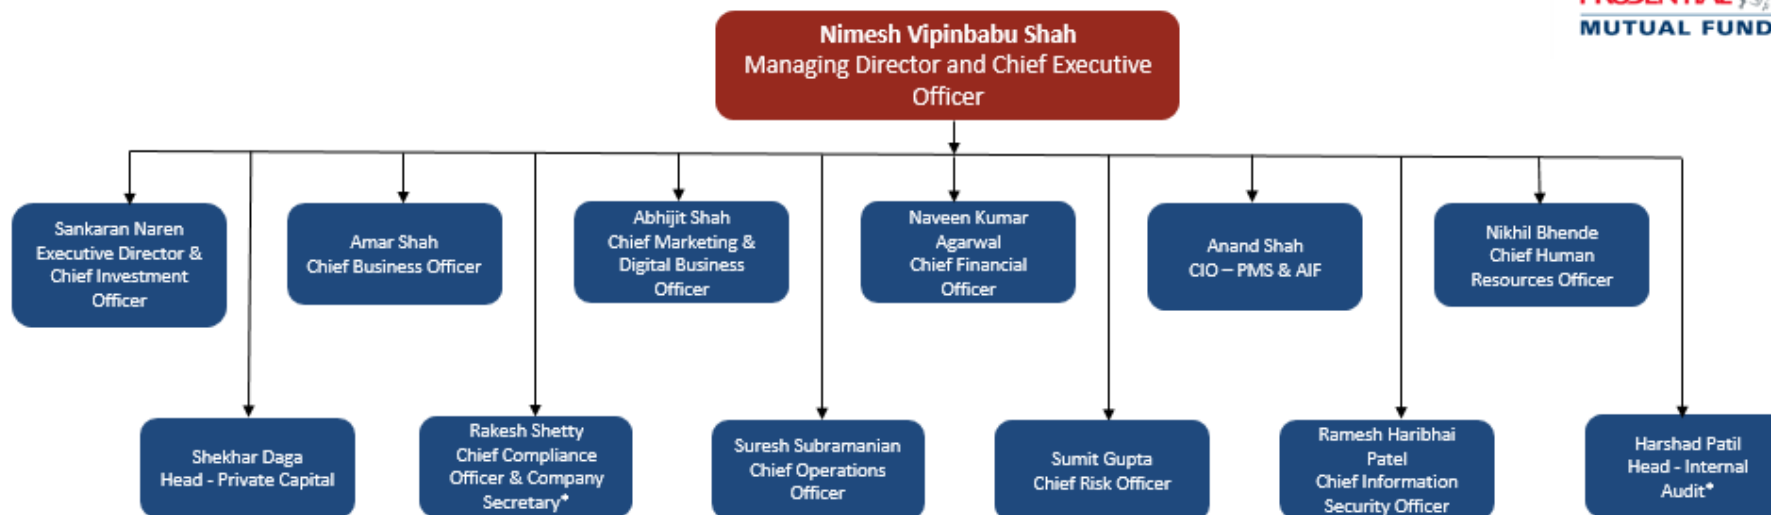 PRUDENTIAL
MUTUAL FUND
Nimesh Vipinbabu Shah
Managing Director and Chief Executive
Officer
Sankaran Naren
Executive Director &
Chief Investment
Officer
Amar Shah
Chief Business Officer
Abhijit Shah
Chief Marketing &
Digital Business
Officer
Naveen Kumar
Agarwal
Chief Financial
Officer
Anand Shah
CIO – PMS & AIF
Nikhil Bhende
Chief Human
Resources Officer
Shekhar Daga
Head - Private Capital
Rakesh Shetty
Chief Compliance
Officer & Company
Secretary*
Suresh Subramanian
Chief Operations
Officer
Sumit Gupta
Chief Risk Officer
Ramesh Haribhai
Patel
Chief Information
Security Officer
Harshad Patil
Head - Internal
Audit*